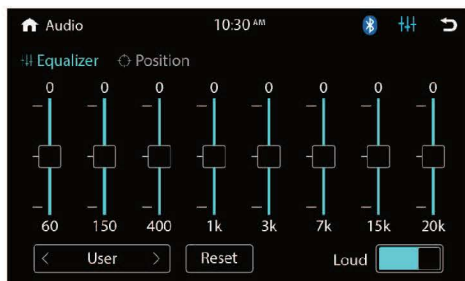 Audio 10:30 AM
Equalizer Position
0 0 0 0 0 0 0 0
60 150 400 1k 3k 7k 15k 20k
< User > Reset Loud